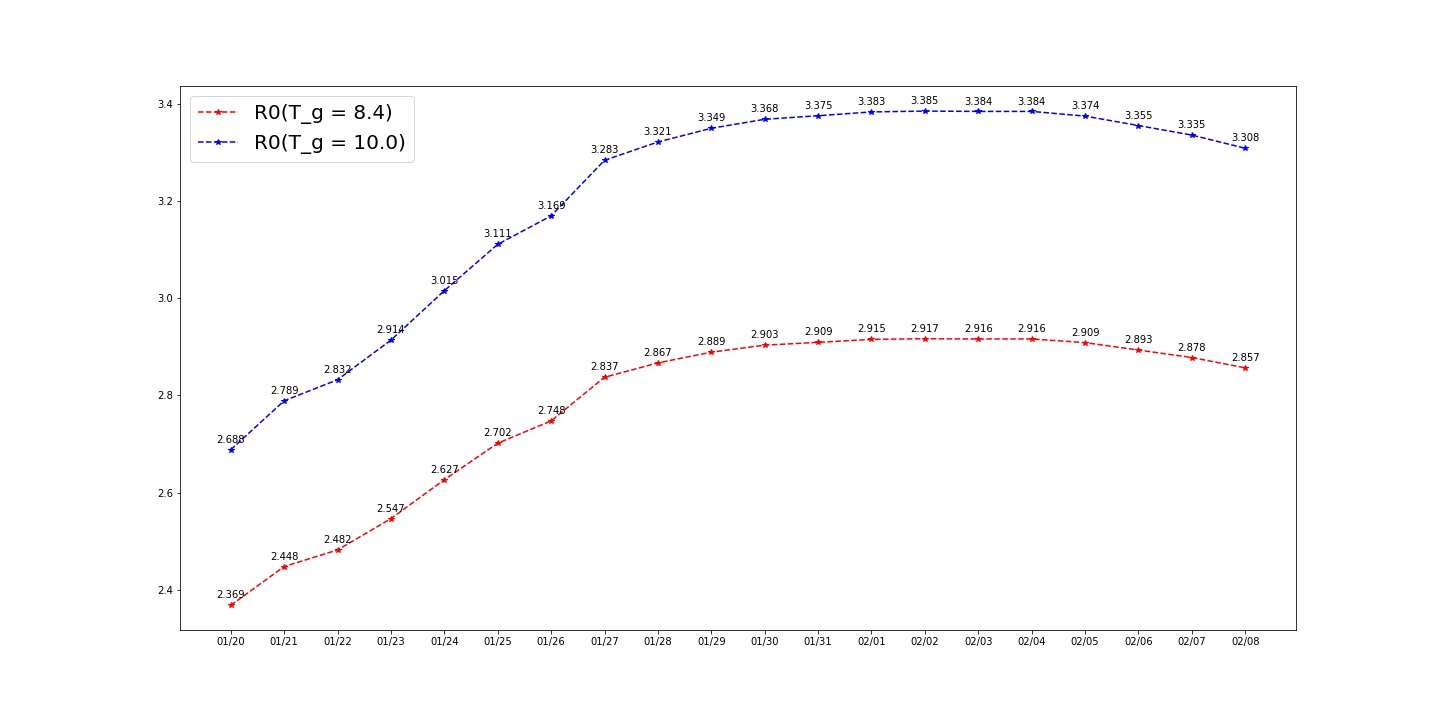 R0(T_g = 8.4)
R0(T_g = 10.0)
3.4
3.2
3.0
2.8
2.6
2.4
2.688 2.789 2.832 2.914 3.015 3.111 3.169 3.283 3.321 3.349 3.368 3.375 3.383 3.385 3.384 3.384 3.374 3.355 3.335 3.308
2.369 2.448 2.482 2.547 2.627 2.702 2.748 2.837 2.867 2.889 2.903 2.909 2.915 2.917 2.916 2.916 2.909 2.893 2.878 2.857
01/20 01/21 01/22 01/23 01/24 01/25 01/26 01/27 01/28 01/29 01/30 01/31 02/01 02/02 02/03 02/04 02/05 02/06 02/07 02/08